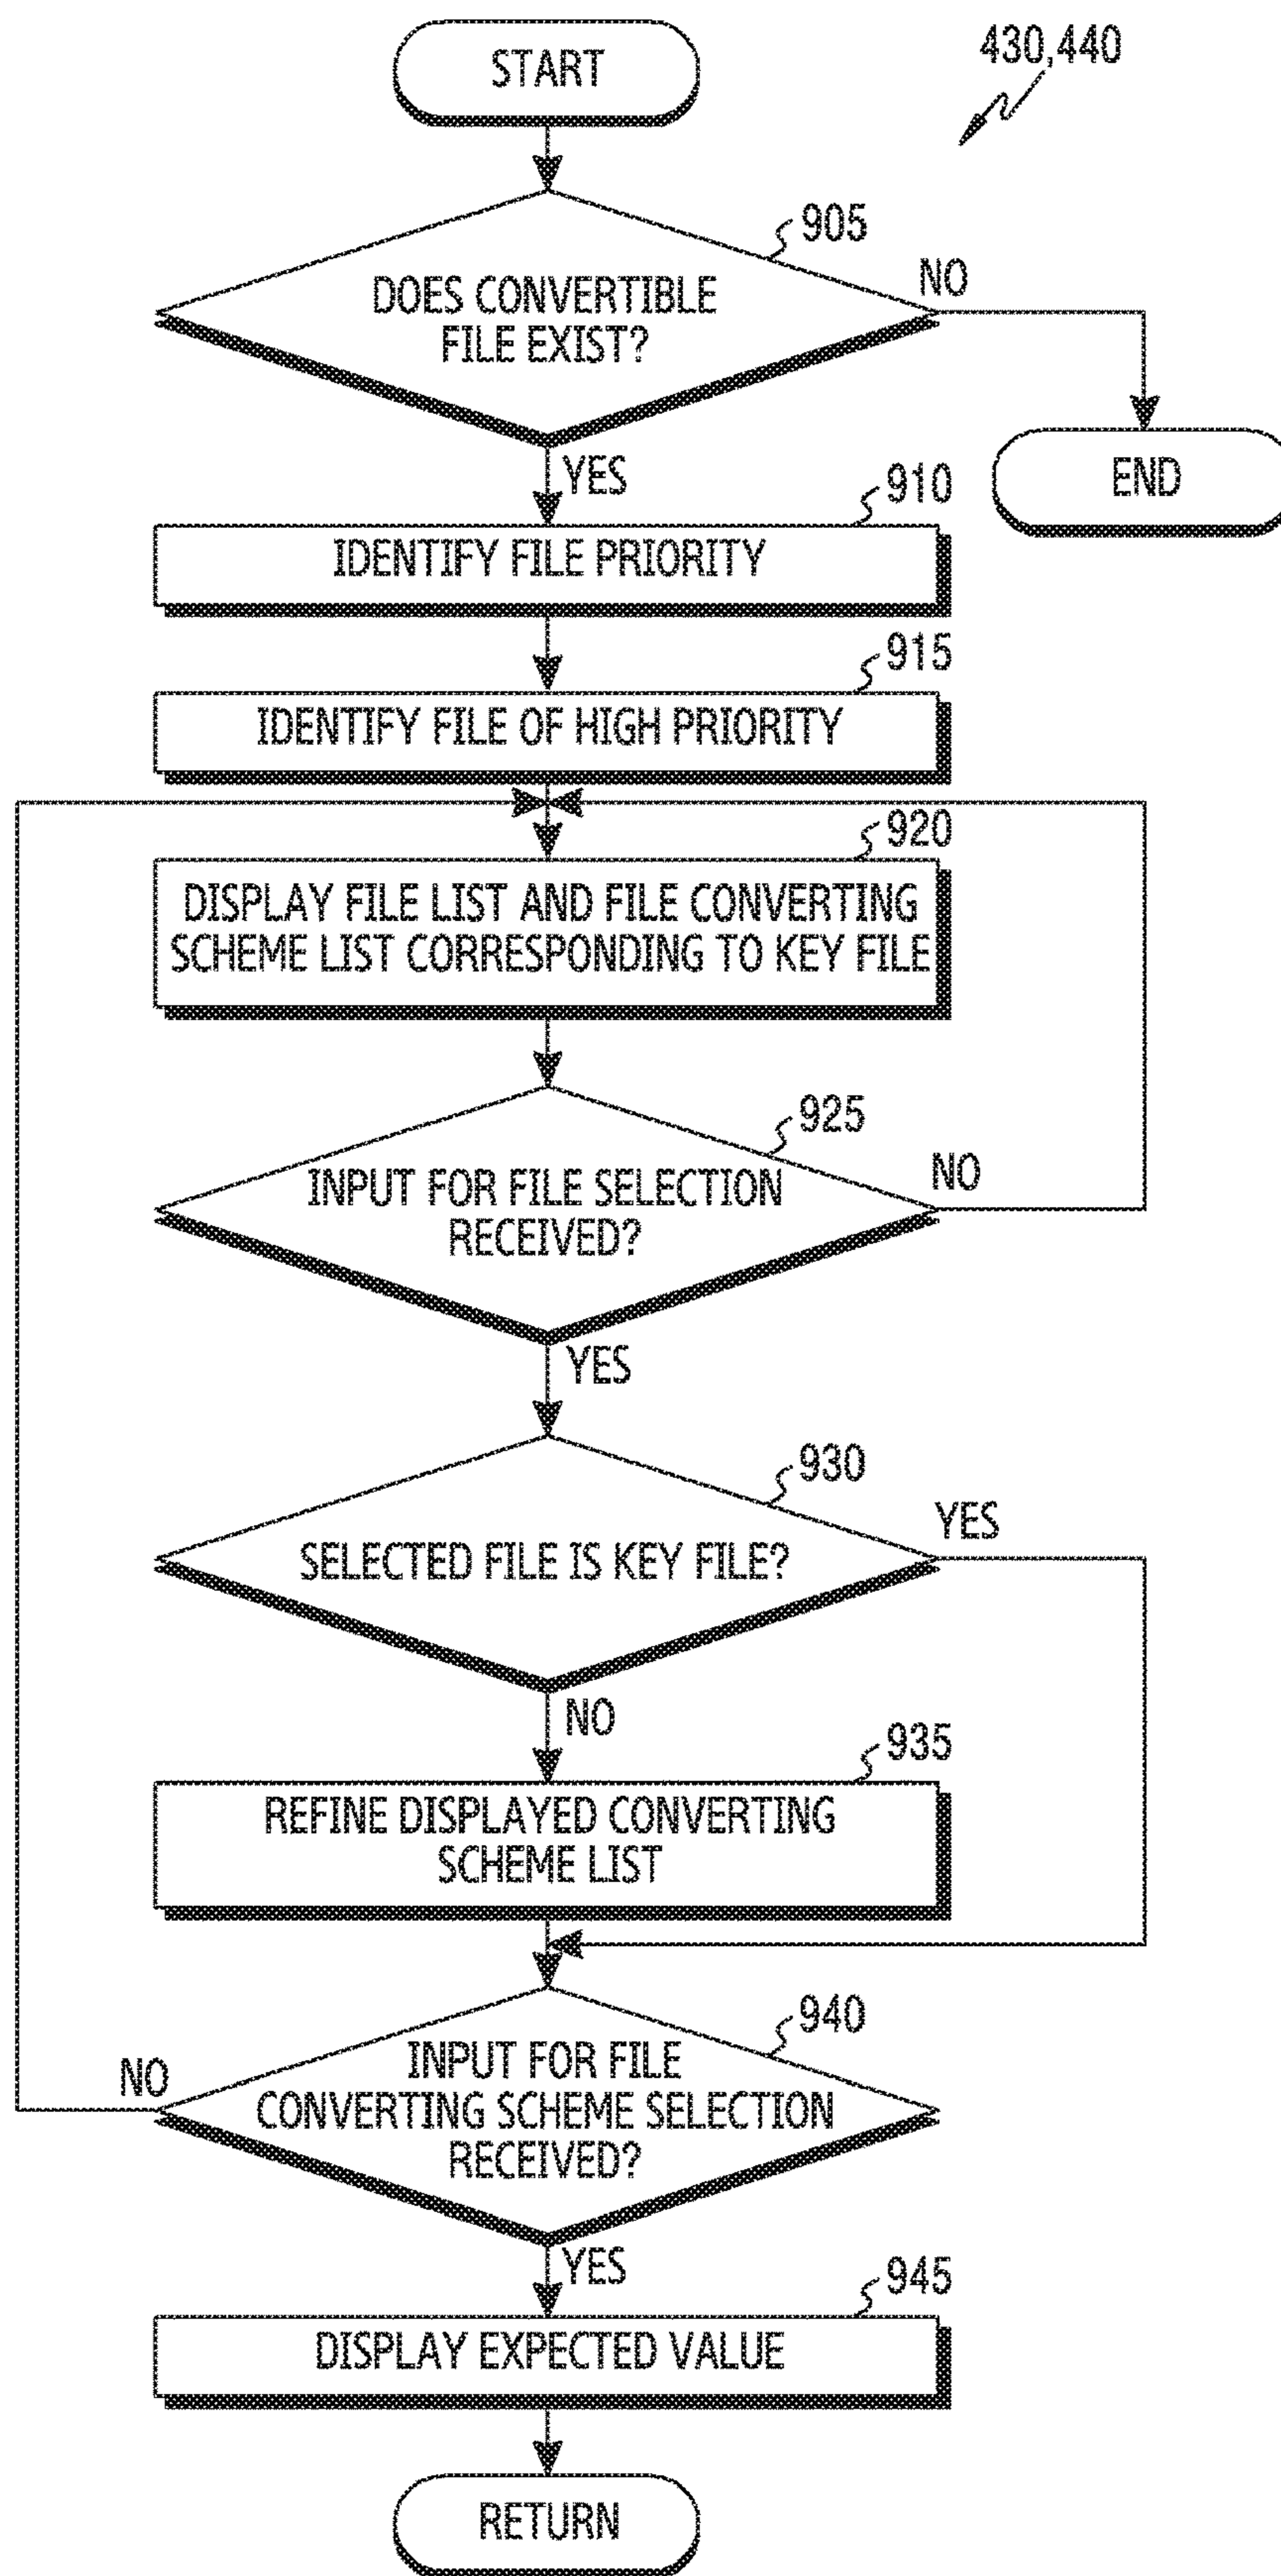 START
430,440
905
DOES CONVERTIBLE
FILE EXIST?
NO
END
YES
910
IDENTIFY FILE PRIORITY
915
IDENTIFY FILE OF HIGH PRIORITY
920
DISPLAY FILE LIST AND FILE CONVERTING
SCHEME LIST CORRESPONDING TO KEY FILE
925
INPUT FOR FILE SELECTION
RECEIVED?
NO
YES
930
SELECTED FILE IS KEY FILE?
YES
NO
935
REFINE DISPLAYED CONVERTING
SCHEME LIST
940
INPUT FOR FILE
CONVERTING SCHEME SELECTION
RECEIVED?
NO
YES
945
DISPLAY EXPECTED VALUE
RETURN